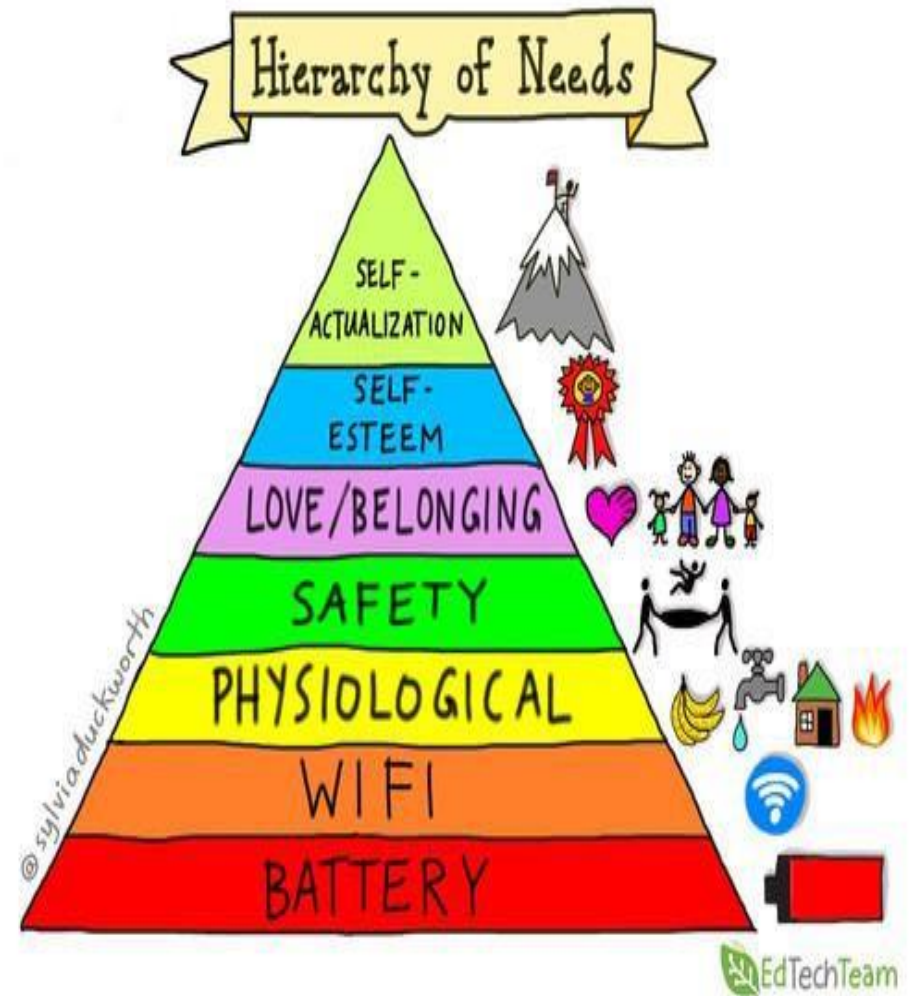 Hierarchy of Needs
SELF-
ACTUALIZATION
SELF-
ESTEEM
LOVE/BELONGING
SAFETY
PHYSIOLOGICAL
WIFI
BATTERY
@sylviaduckworth
EdTechTeam